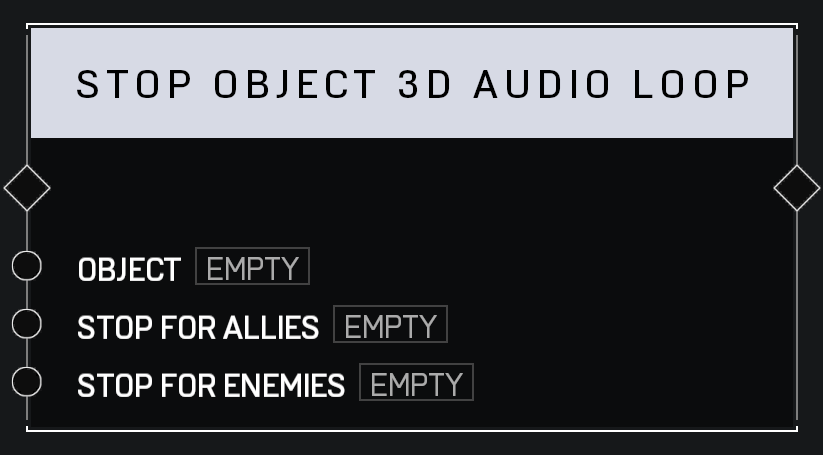 STOP OBJECT 3D AUDIO LOOP
OBJECT EMPTY
STOP FOR ALLIES EMPTY
STOP FOR ENEMIES EMPTY